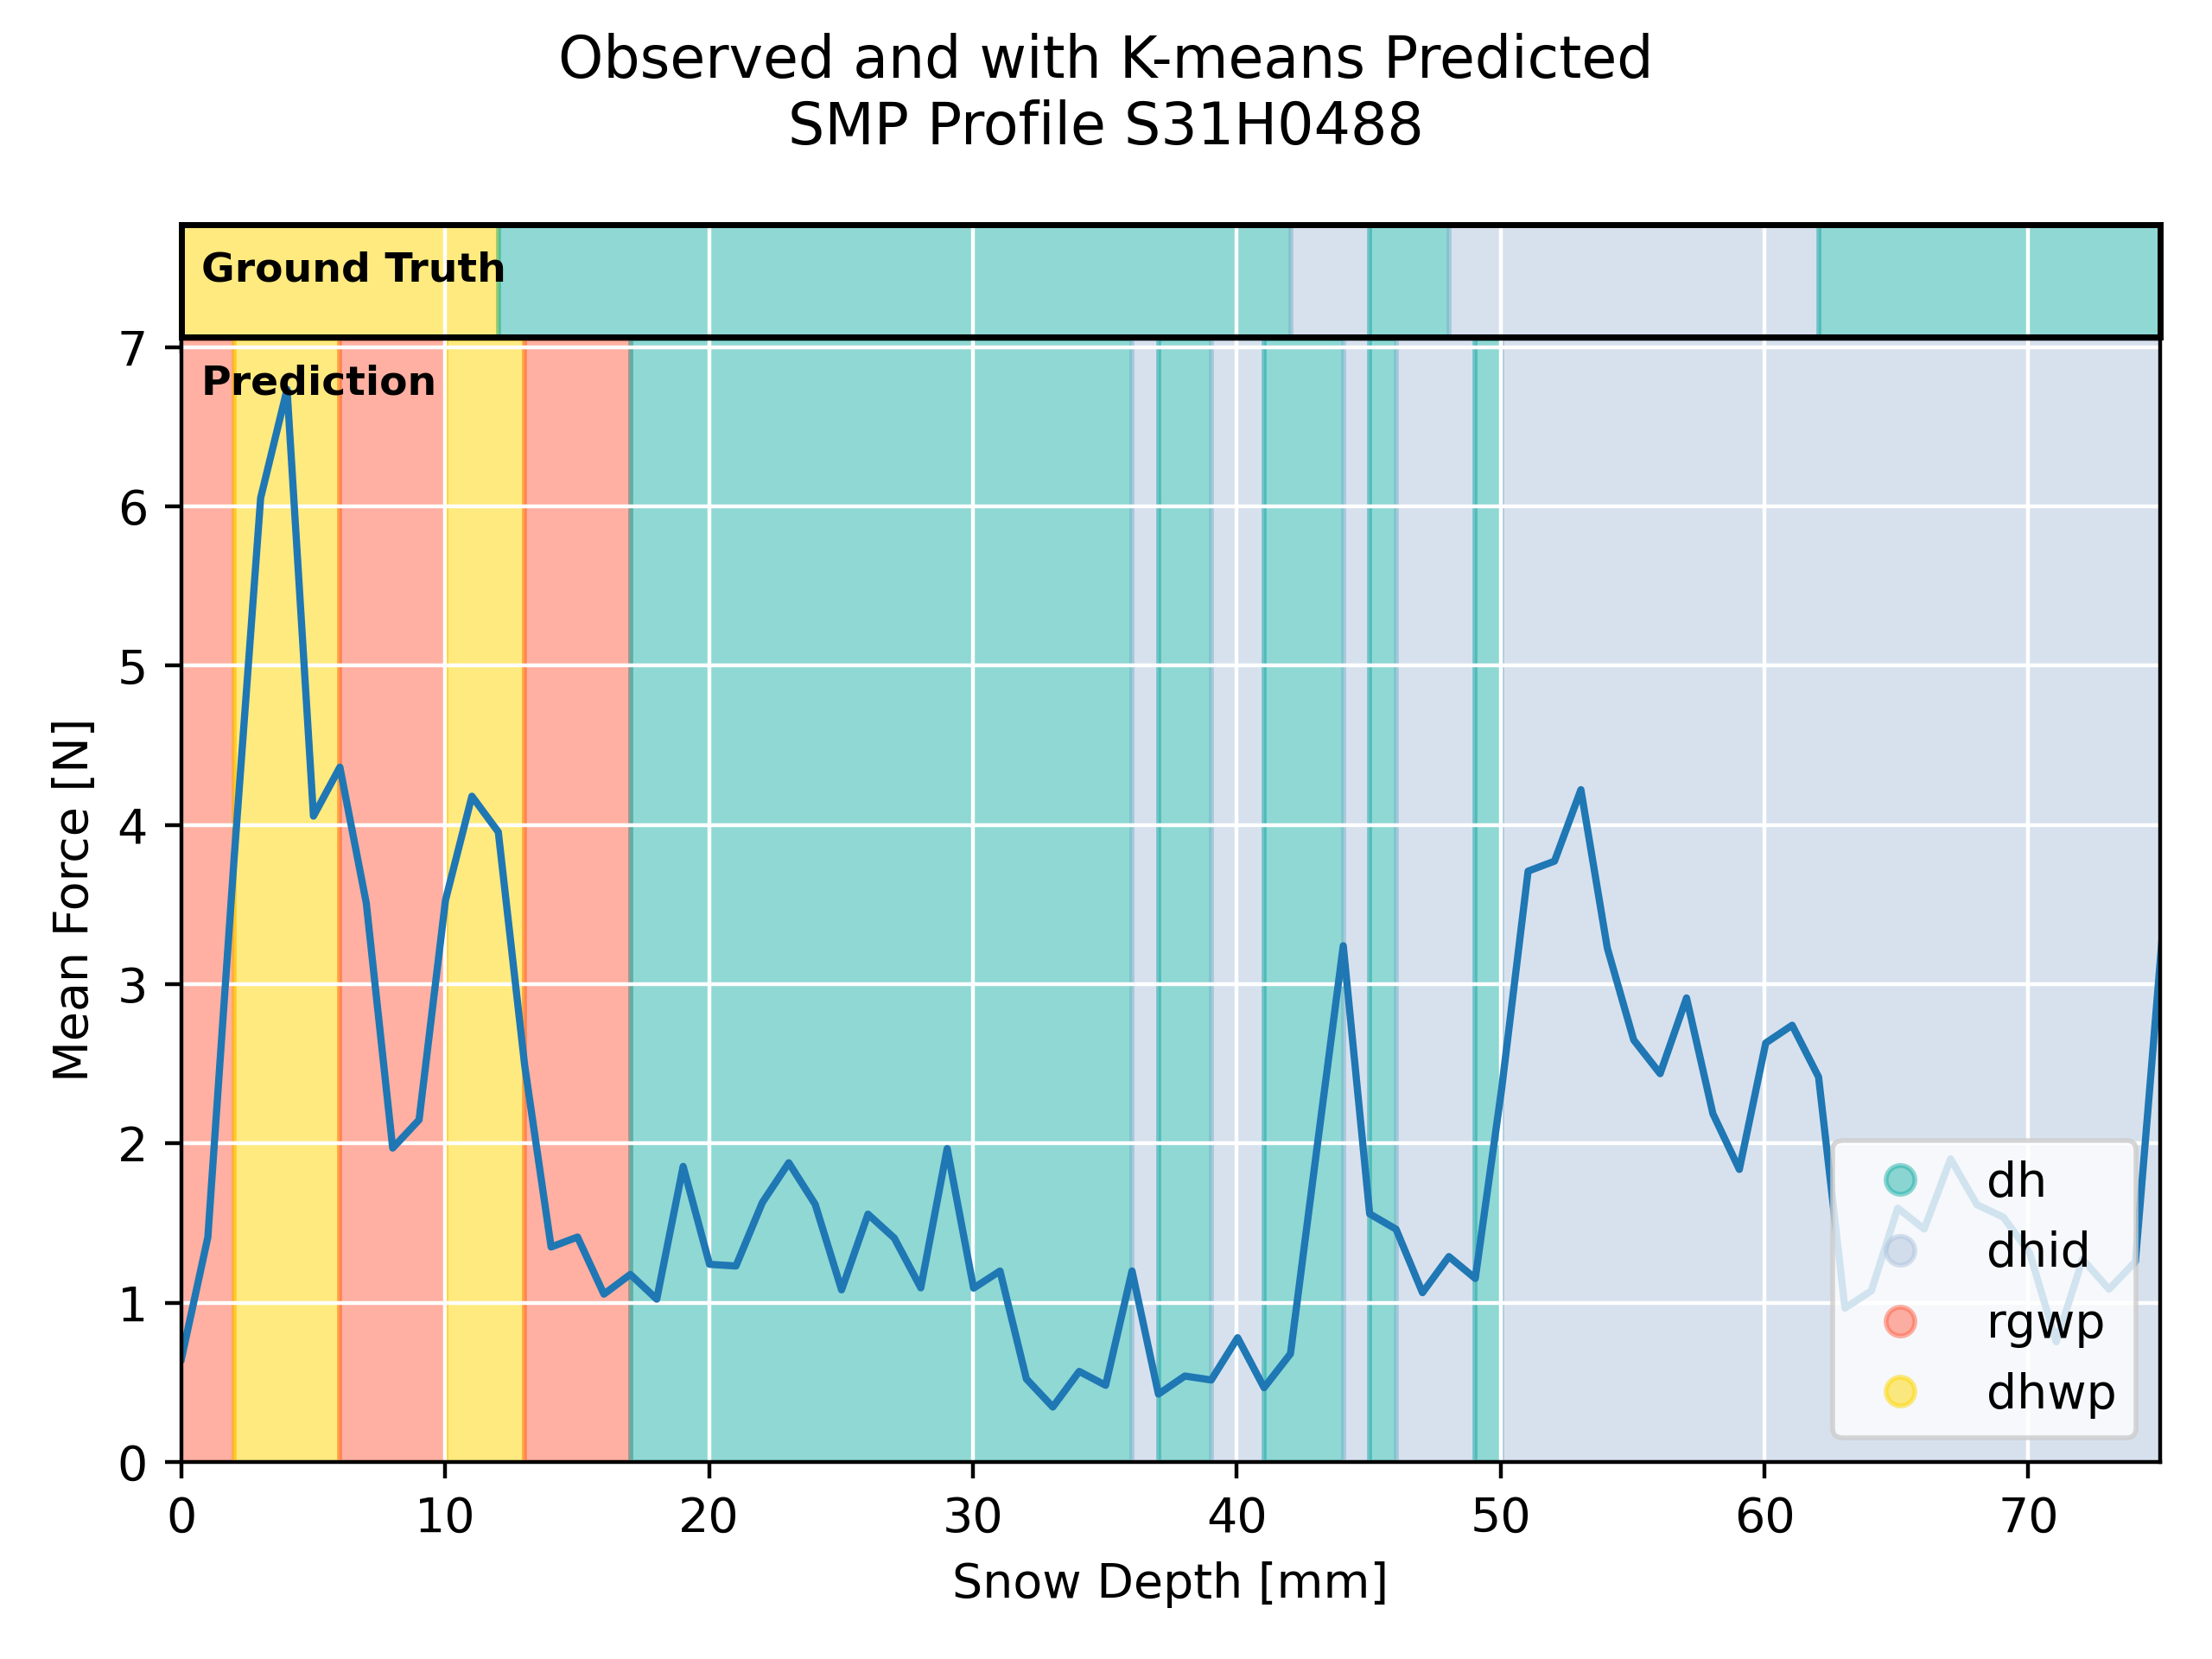 Observed and with K-means Predicted
SMP Profile S31H0488
Ground Truth
Prediction
7
6
5
4
3
2
1
0
Mean Force [N]
dh
dhid
rgwp
dhwp
0 10 20 30 40 50 60 70
Snow Depth [mm]